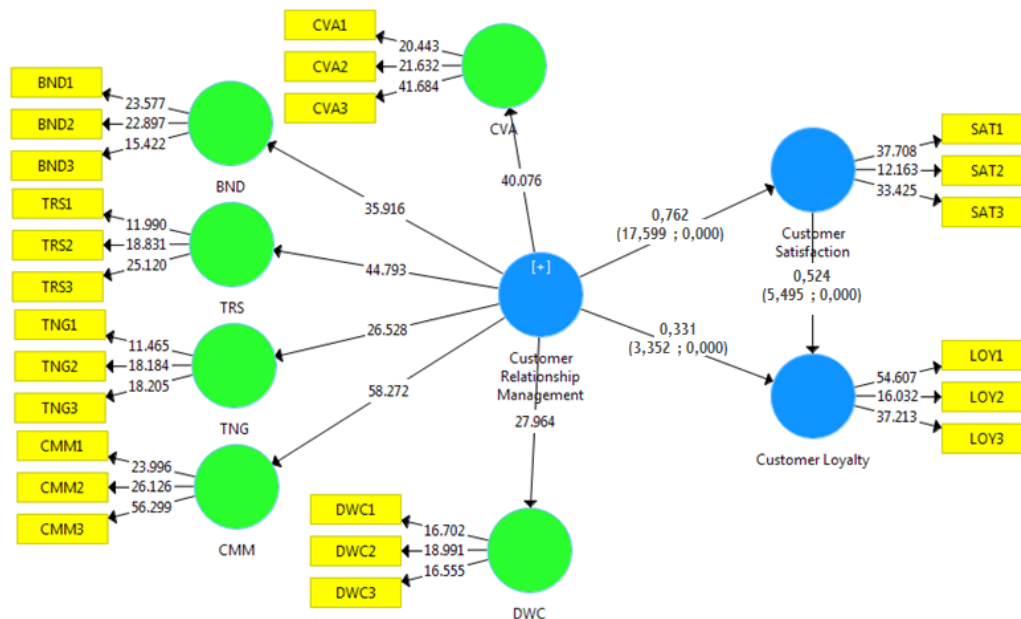 CVA1
20.443
CVA2
21.632
CVA3
41.684
CVA
BND1
23.577
BND2
22.897
BND3
15.422
BND
TRS1
11.990
TRS2
18.831
TRS3
25.120
TRS
TNG1
11.465
TNG2
18.184
TNG3
18.205
TNG
CMM1
23.996
CMM2
26.126
CMM3
56.299
CMM
40.076
35.916
44.793
26.528
58.272
27.964
[+]
Customer
Relationship
Management
DWC1
16.702
DWC2
18.991
DWC3
16.555
DWC
0,762
(17,599 ; 0,000)
0,331
(3,352 ; 0,000)
Customer
Satisfaction
0,524
(5,495 ; 0,000)
37.708
SAT1
12.163
SAT2
33.425
SAT3
Customer Loyalty
54.607
LOY1
16.032
LOY2
37.213
LOY3